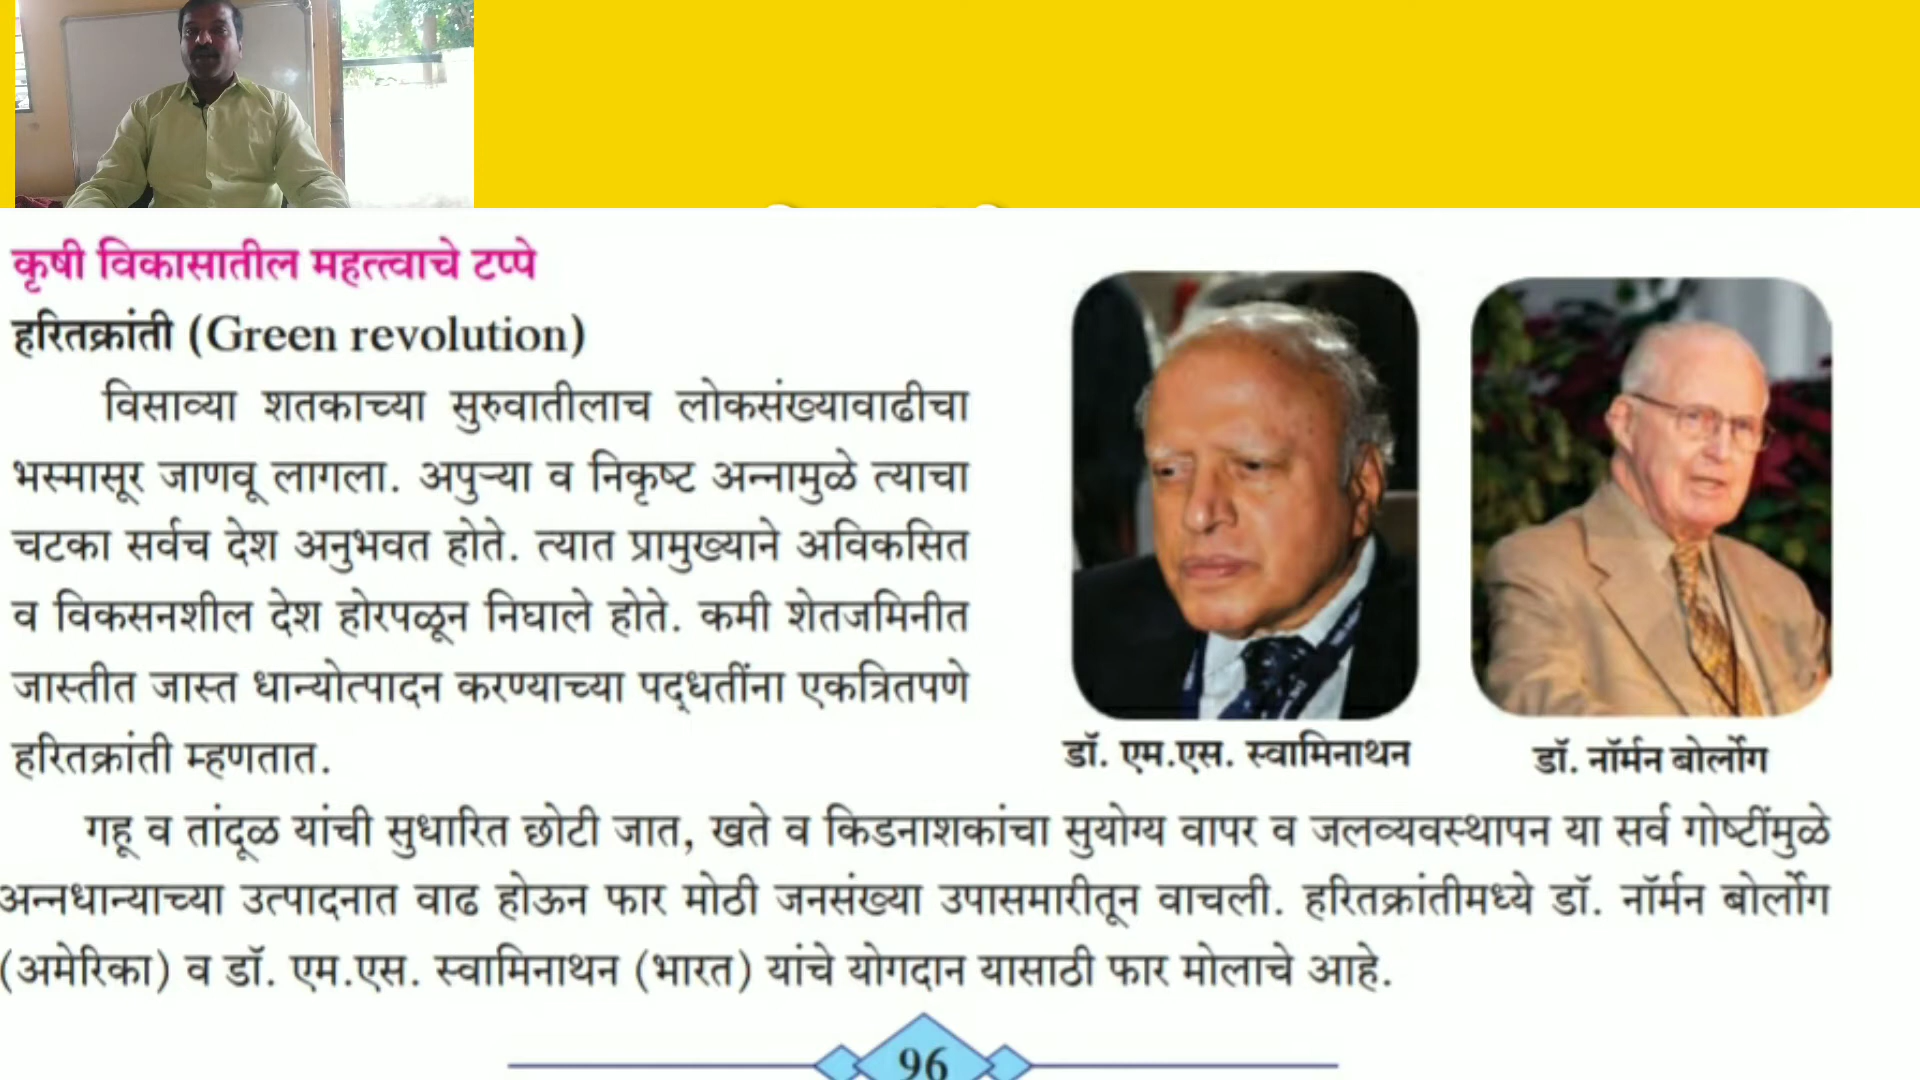 कृषी विकासातील महत्त्वाचे टप्पे
हरितक्रांती (Green revolution)
विसाव्या शतकाच्या सुरुवातीलाच लोकसंख्यावाढीचा
भस्मासूर जाणवू लागला. अपुऱ्या व निकृष्ट अन्नामुळे त्याचा
चटका सर्वच देश अनुभवत होते. त्यात प्रामुख्याने अविकसित
व विकसनशील देश होरपळून निघाले होते. कमी शेतजमिनीत
जास्तीत जास्त धान्योत्पादन करण्याच्या पद्धतींना एकत्रितपणे
हरितक्रांती म्हणतात.
डॉ. एम.एस. स्वामिनाथन
डॉ. नॉर्मन बोर्लोग
गहू व तांदूळ यांची सुधारित छोटी जात, खते व किडनाशकांचा सुयोग्य वापर व जलव्यवस्थापन या सर्व गोष्टींमुळे
अन्नधान्याच्या उत्पादनात वाढ होऊन फार मोठी जनसंख्या उपासमारीतून वाचली. हरितक्रांतीमध्ये डॉ. नॉर्मन बोर्लोग
(अमेरिका) व डॉ. एम.एस. स्वामिनाथन (भारत) यांचे योगदान यासाठी फार मोलाचे आहे.
96